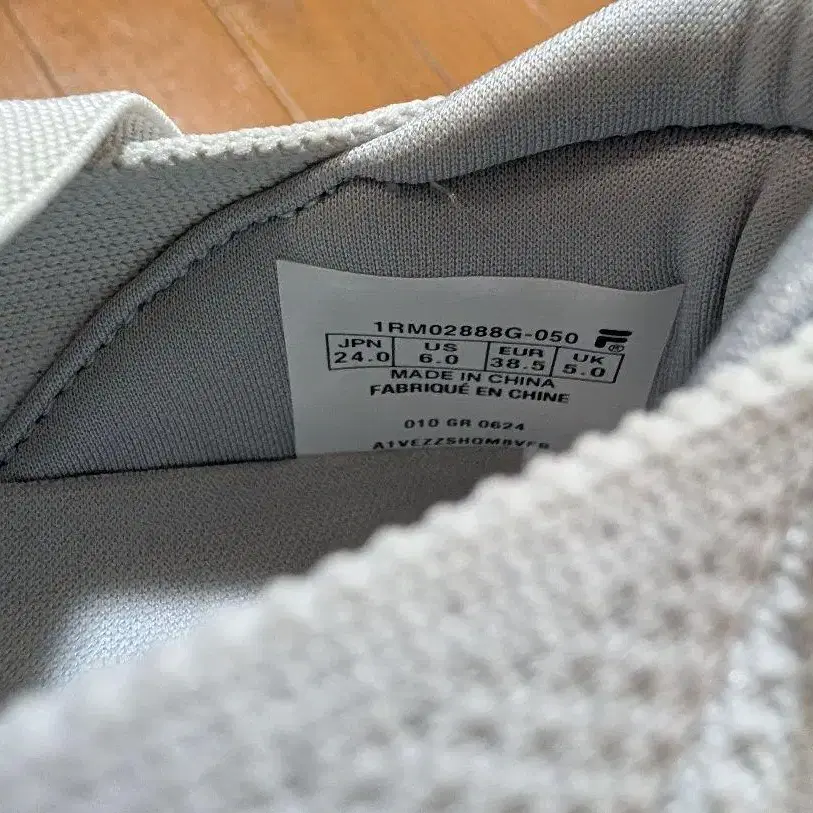 1RM02888G-050
JPN US EUR UK
24.0 6.0 38.5 5.0
MADE IN CHINA
FABRIQUÉ EN CHINE
010 GR 0624